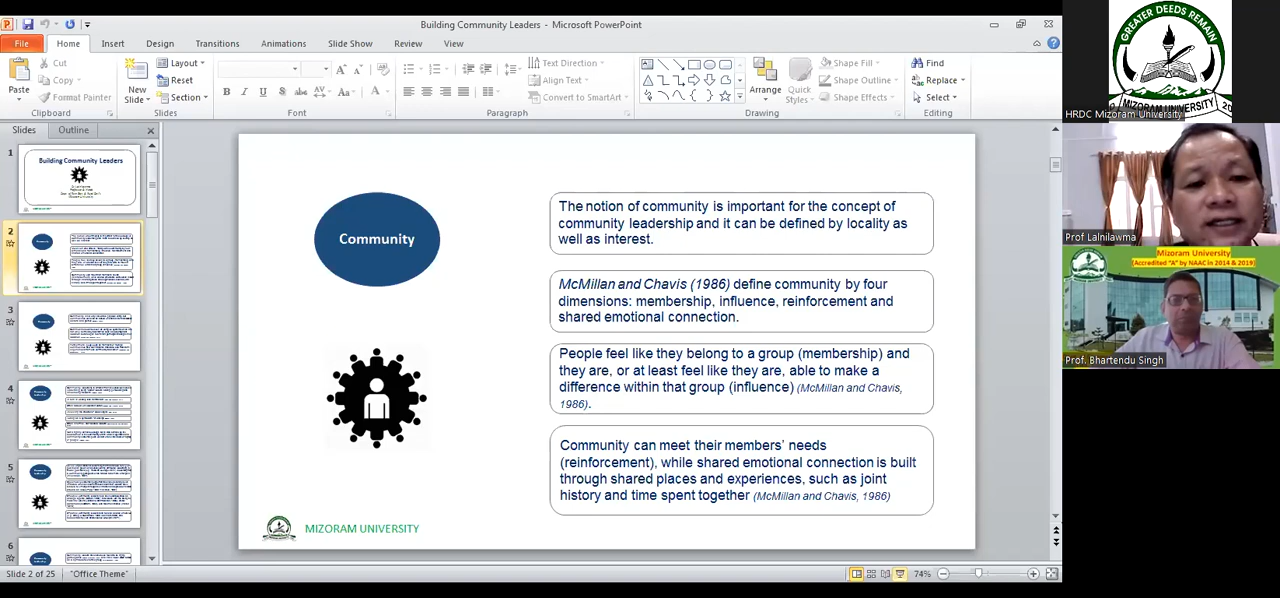 Building Community Leaders - Microsoft PowerPoint
File Home Insert Design Transitions Animations Slide Show Review View
Cut
Copy
Format Painter
Paste
Clipboard
New
Slide
Layout
Reset
Section
Slides
B I U S abc AV Aa A
Font
Paragraph
Text Direction
Align Text
Convert to SmartArt
Arrange
Quick
Styles
Shape Fill
Shape Outline
Shape Effects
Drawing
Find
Replace
Select
Editing
Slides Outline
1
Building Community Leaders
2
3
4
5
6
Community
The notion of community is important for the concept of
community leadership and it can be defined by locality as
well as interest.
McMillan and Chavis (1986) define community by four
dimensions: membership, influence, reinforcement and
shared emotional connection.
People feel like they belong to a group (membership) and
they are, or at least feel like they are, able to make a
difference within that group (influence) (McMillan and Chavis,
1986).
Community can meet their members' needs
(reinforcement), while shared emotional connection is built
through shared places and experiences, such as joint
history and time spent together (McMillan and Chavis, 1986)
MIZORAM UNIVERSITY
Slide 2 of 25 "Office Theme" 74%
GREATER DEEDS REMAIN
MIZORAM UNIVERSITY
HRDC Mizoram University
Prof Lalnilawma
Mizoram University
(Accredited "A" by NAAC in 2014 & 2019)
Prof. Bhartendu Singh